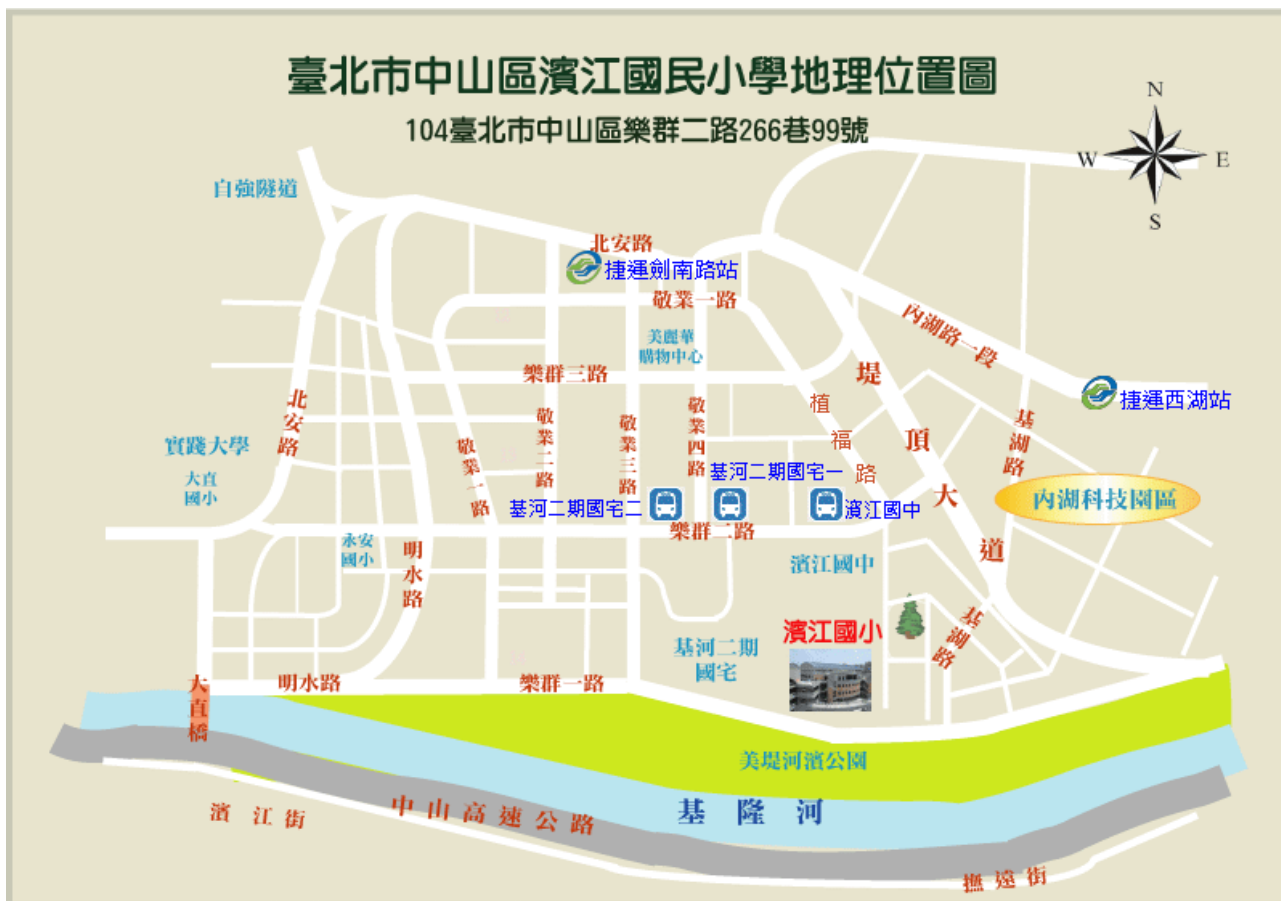 臺北市中山區濱江國民小學地理位置圖
104臺北市中山區樂群二路266巷99號
N
W
E
S
自強隧道
北安路
捷運劍南路站
敬業一路
美麗華
購物中心
內湖路一段
樂群三路
堤頂大道
捷運西湖站
北安路
敬業二路
敬業三路
敬業四路
植福路
基湖路
實踐大學
大直
國小
敬業一路
基河二期國宅一
基河二期國宅二
濱江國中
內湖科技園區
樂群二路
永安
國小
明水路
濱江國中
基湖路
濱江國小
基河二期
國宅
大直橋
明水路
樂群一路
美堤河濱公園
基隆河
濱江街
中山高速公路
撫遠街